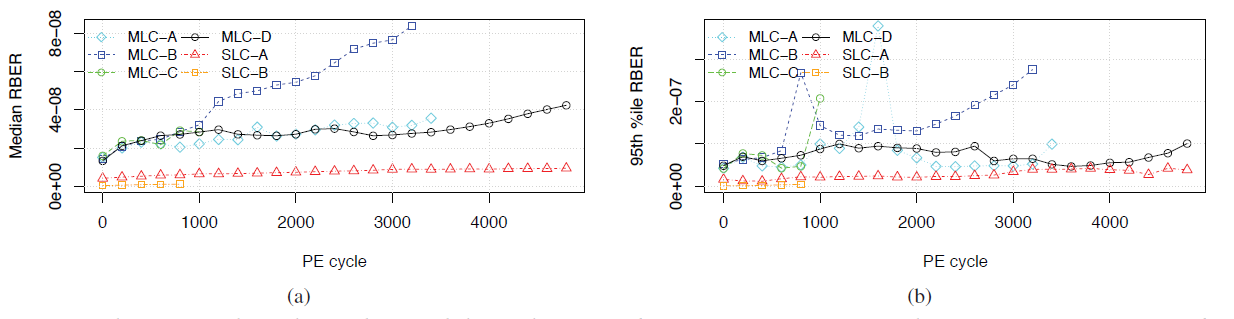 Median RBER
0e+00 4e−08 8e−08
MLC−A MLC−D
MLC−B SLC−A
MLC−C SLC−B
0 1000 2000 3000 4000
PE cycle
(a)
95th %ile RBER
0e+00 2e−07
MLC−A MLC−D
MLC−B SLC−A
MLC−C SLC−B
0 1000 2000 3000 4000
PE cycle
(b)